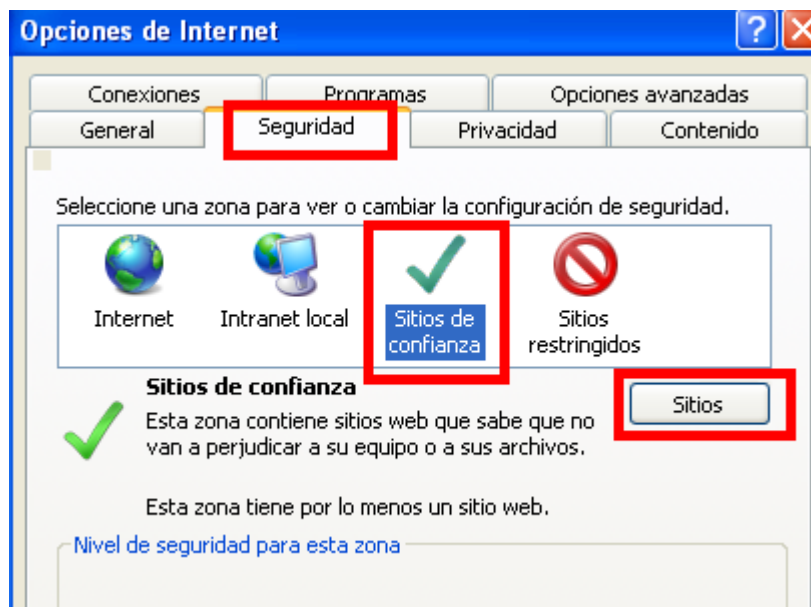 Opciones de Internet
?
Conexiones Programas Opciones avanzadas
General Seguridad Privacidad Contenido
Seleccione una zona para ver o cambiar la configuración de seguridad.
Internet Intranet local Sitios de confianza Sitios restringidos
Sitios de confianza
Sitios
Esta zona contiene sitios web que sabe que no
van a perjudicar a su equipo o a sus archivos.
Esta zona tiene por lo menos un sitio web.
Nivel de seguridad para esta zona